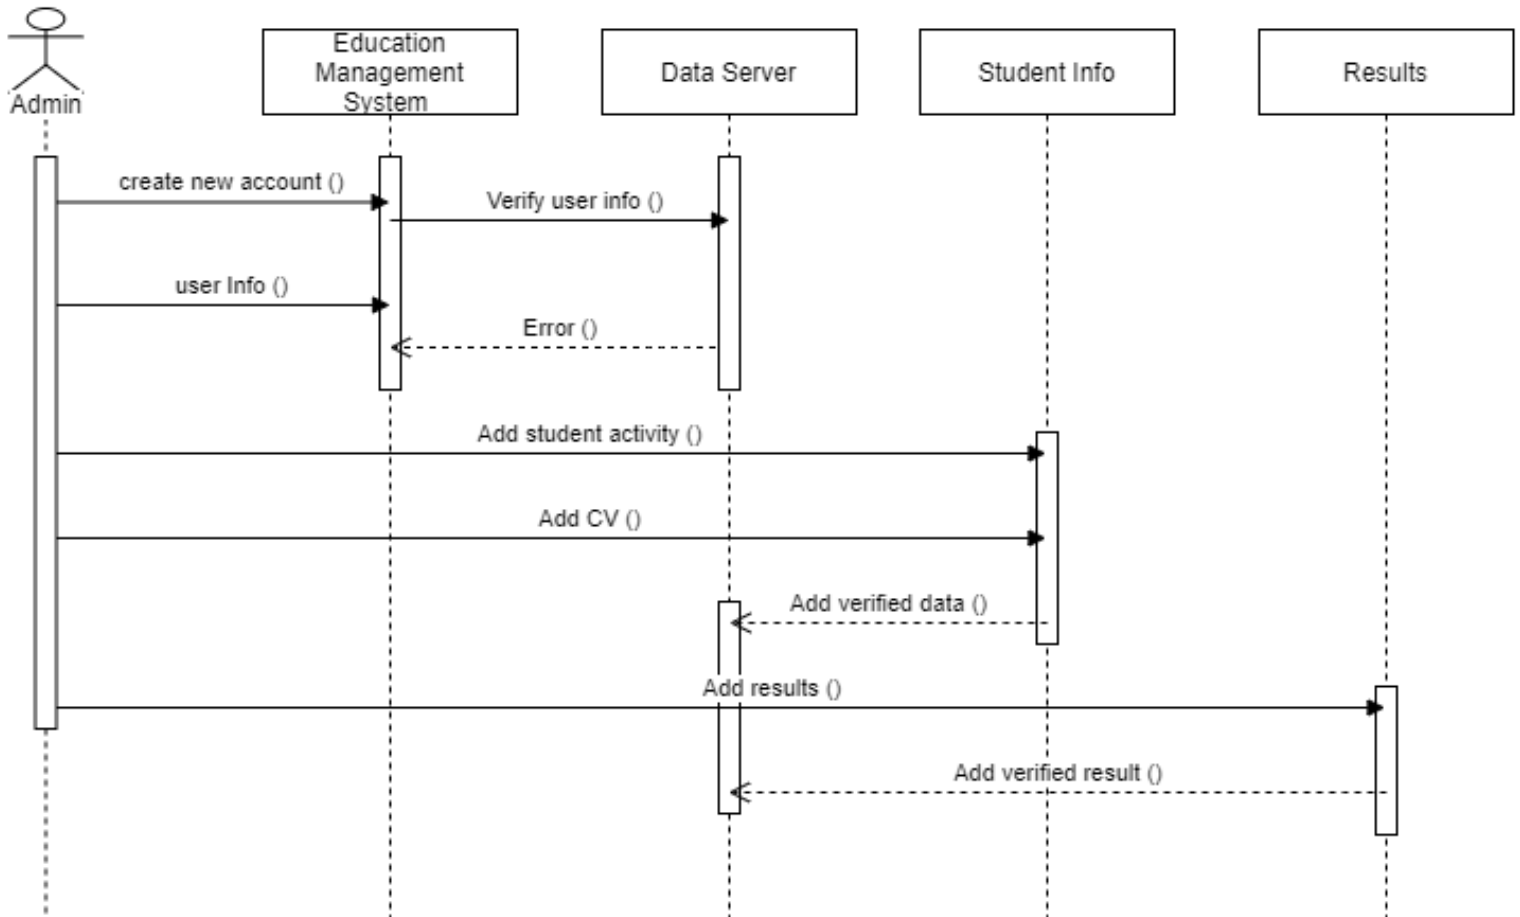 Education
Management
System
Data Server
Student Info
Results
Admin
create new account ()
Verify user info ()
user Info ()
Error ()
Add student activity ()
Add CV ()
Add verified data ()
Add results ()
Add verified result ()